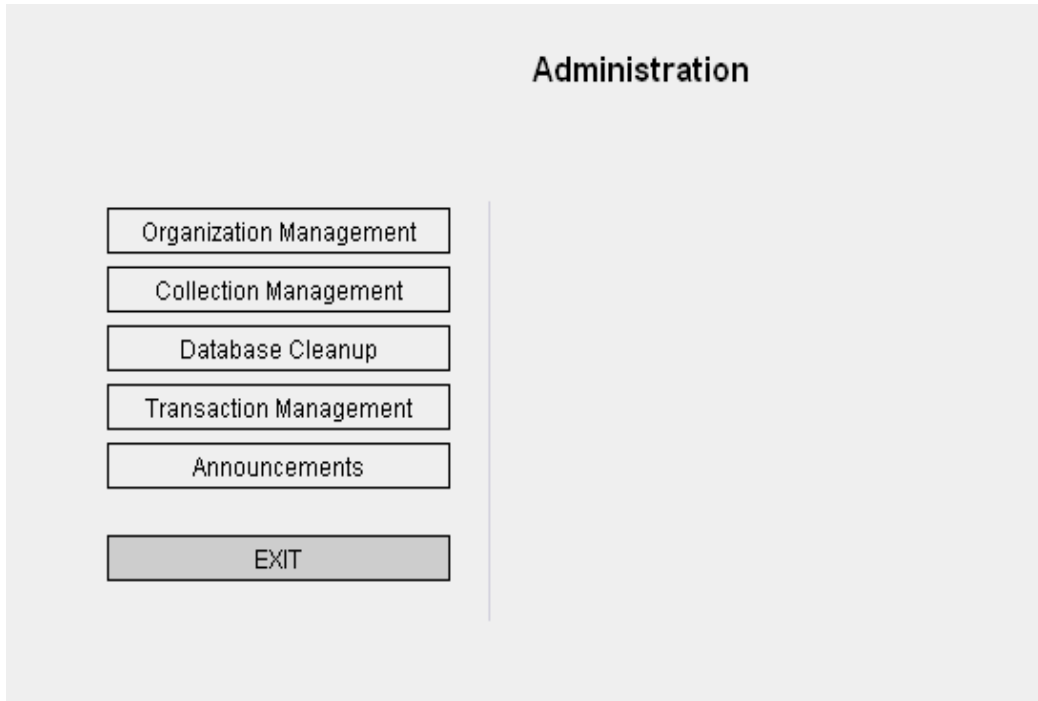 Administration
Organization Management
Collection Management
Database Cleanup
Transaction Management
Announcements
EXIT